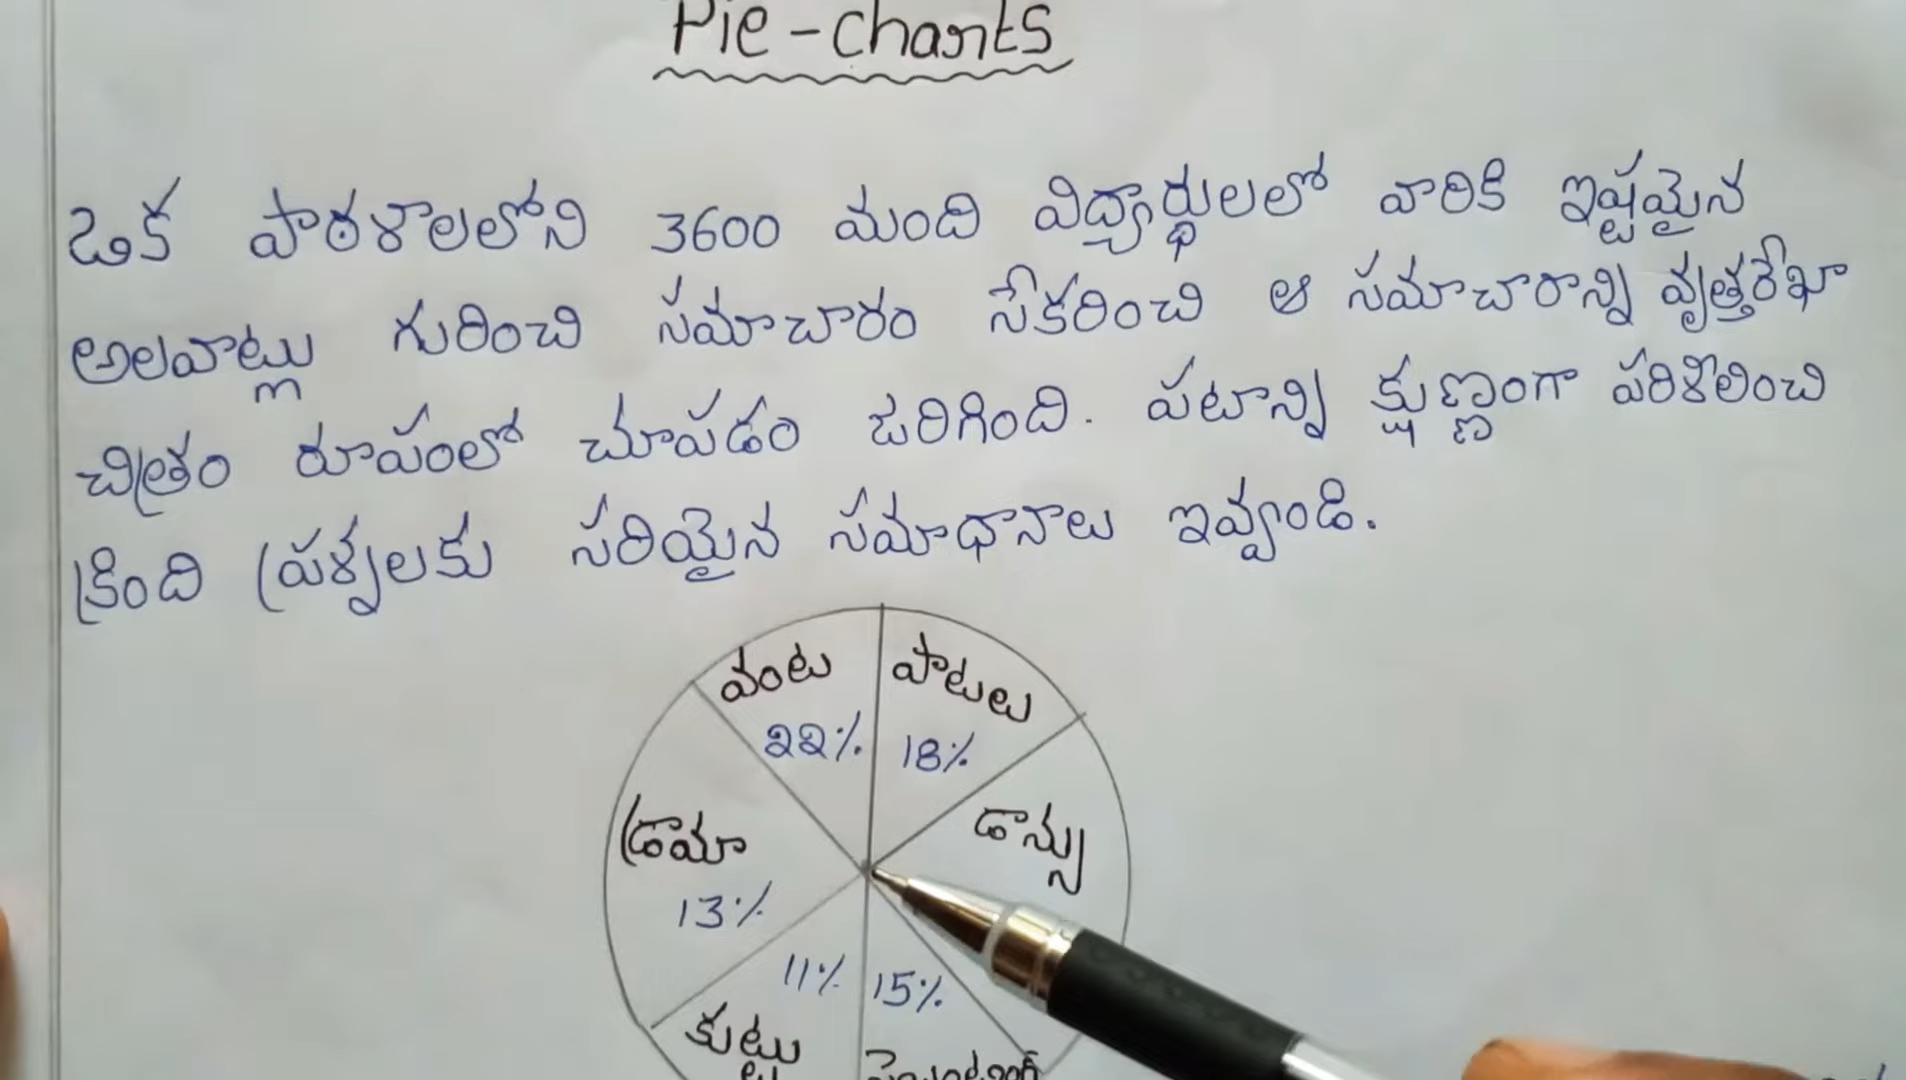 Pie - charts
ఒక పాఠశాలలోని 3600 మంది విద్యార్థులలో వారికి ఇష్టమైన
అలవాట్లు గురించి సమాచారం సేకరించి ఆ సమాచారాన్ని వృత్తరేఖా
చిత్రం రూపంలో చూపడం జరిగింది. పటాన్ని క్షుణ్ణంగా పరిశీలించి
క్రింది ప్రశ్నలకు సరియైన సమాధానాలు ఇవ్వండి.
వంటు పాటలు
22% 18%
డ్రామా డాన్సు
13%
11% 15%
కుట్టు పెయింటింగ్